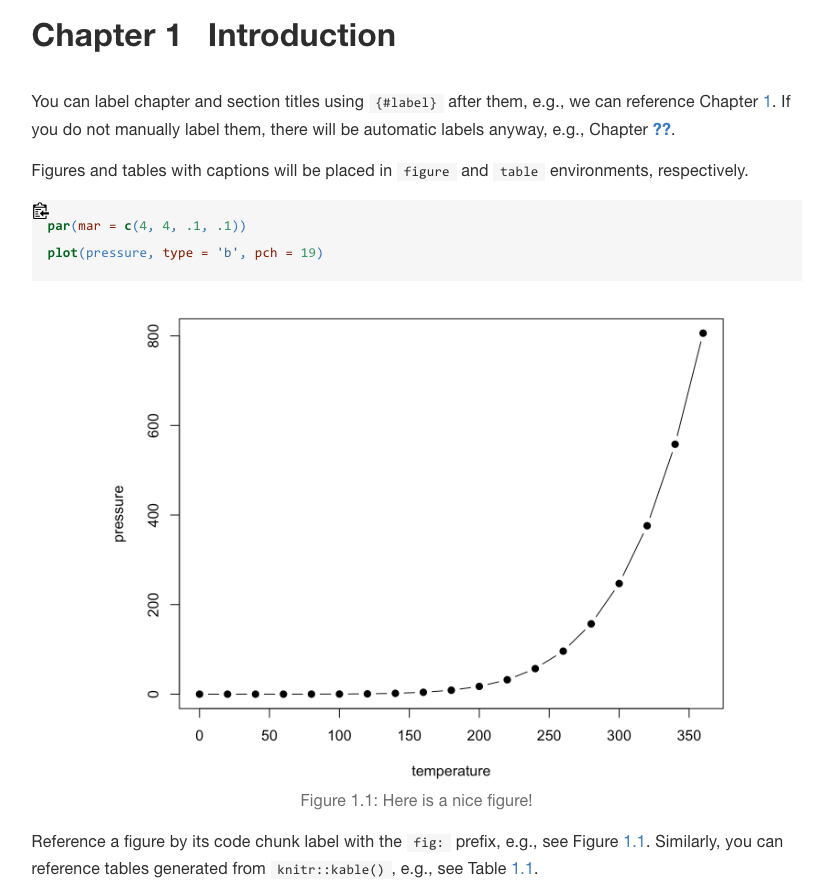 Chapter 1 Introduction
You can label chapter and section titles using {#label} after them, e.g., we can reference Chapter 1. If
you do not manually label them, there will be automatic labels anyway, e.g., Chapter ??.
Figures and tables with captions will be placed in figure and table environments, respectively.
par(mar = c(4, 4, .1, .1))
plot(pressure, type = 'b', pch = 19)
800
600
400
200
0
pressure
0 50 100 150 200 250 300 350
temperature
Figure 1.1: Here is a nice figure!
Reference a figure by its code chunk label with the fig: prefix, e.g., see Figure 1.1. Similarly, you can
reference tables generated from knitr::kable() , e.g., see Table 1.1.